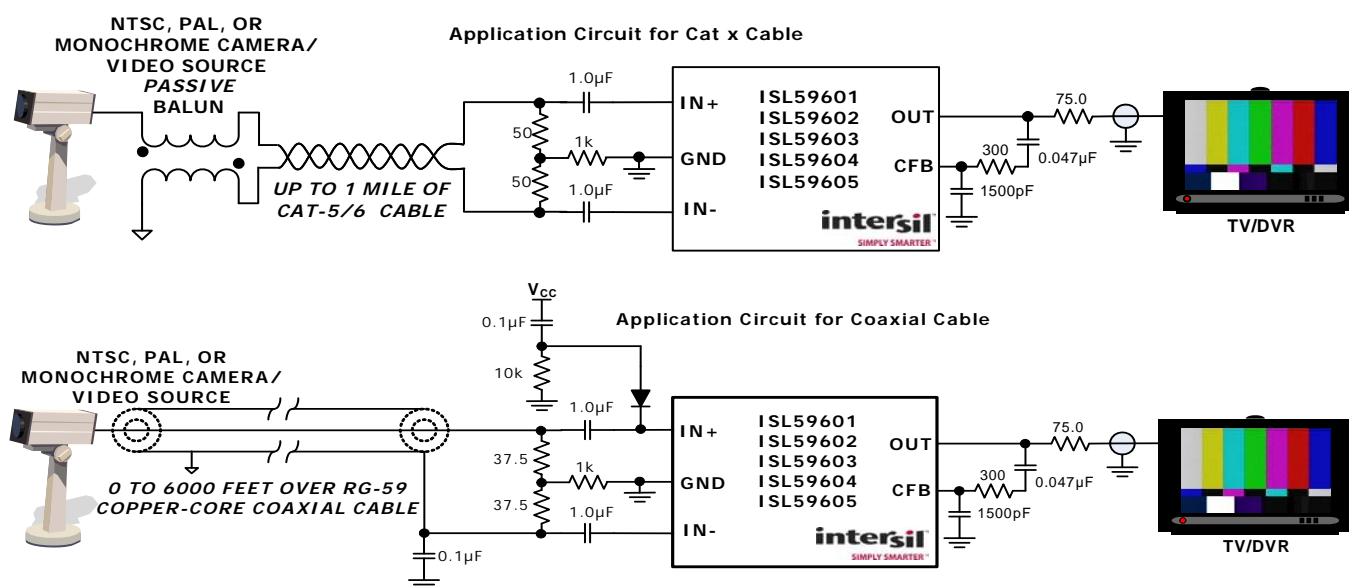 NTSC, PAL, OR
MONOCHROME CAMERA/
VIDEO SOURCE
PASSIVE
BALUN
Application Circuit for Cat x Cable
1.0µF
50
1k
50
1.0µF
UP TO 1 MILE OF
CAT-5/6 CABLE
IN+
GND
IN-
ISL59601
ISL59602
ISL59603
ISL59604
ISL59605
OUT
CFB
intersil
SIMPLY SMARTER™
75.0
300
0.047µF
1500pF
TV/DVR
VCC
0.1µF
10k
Application Circuit for Coaxial Cable
NTSC, PAL, OR
MONOCHROME CAMERA/
VIDEO SOURCE
0 TO 6000 FEET OVER RG-59
COPPER-CORE COAXIAL CABLE
1.0µF
37.5
1k
37.5
1.0µF
0.1µF
IN+
GND
IN-
ISL59601
ISL59602
ISL59603
ISL59604
ISL59605
OUT
CFB
intersil
SIMPLY SMARTER™
75.0
300
0.047µF
1500pF
TV/DVR